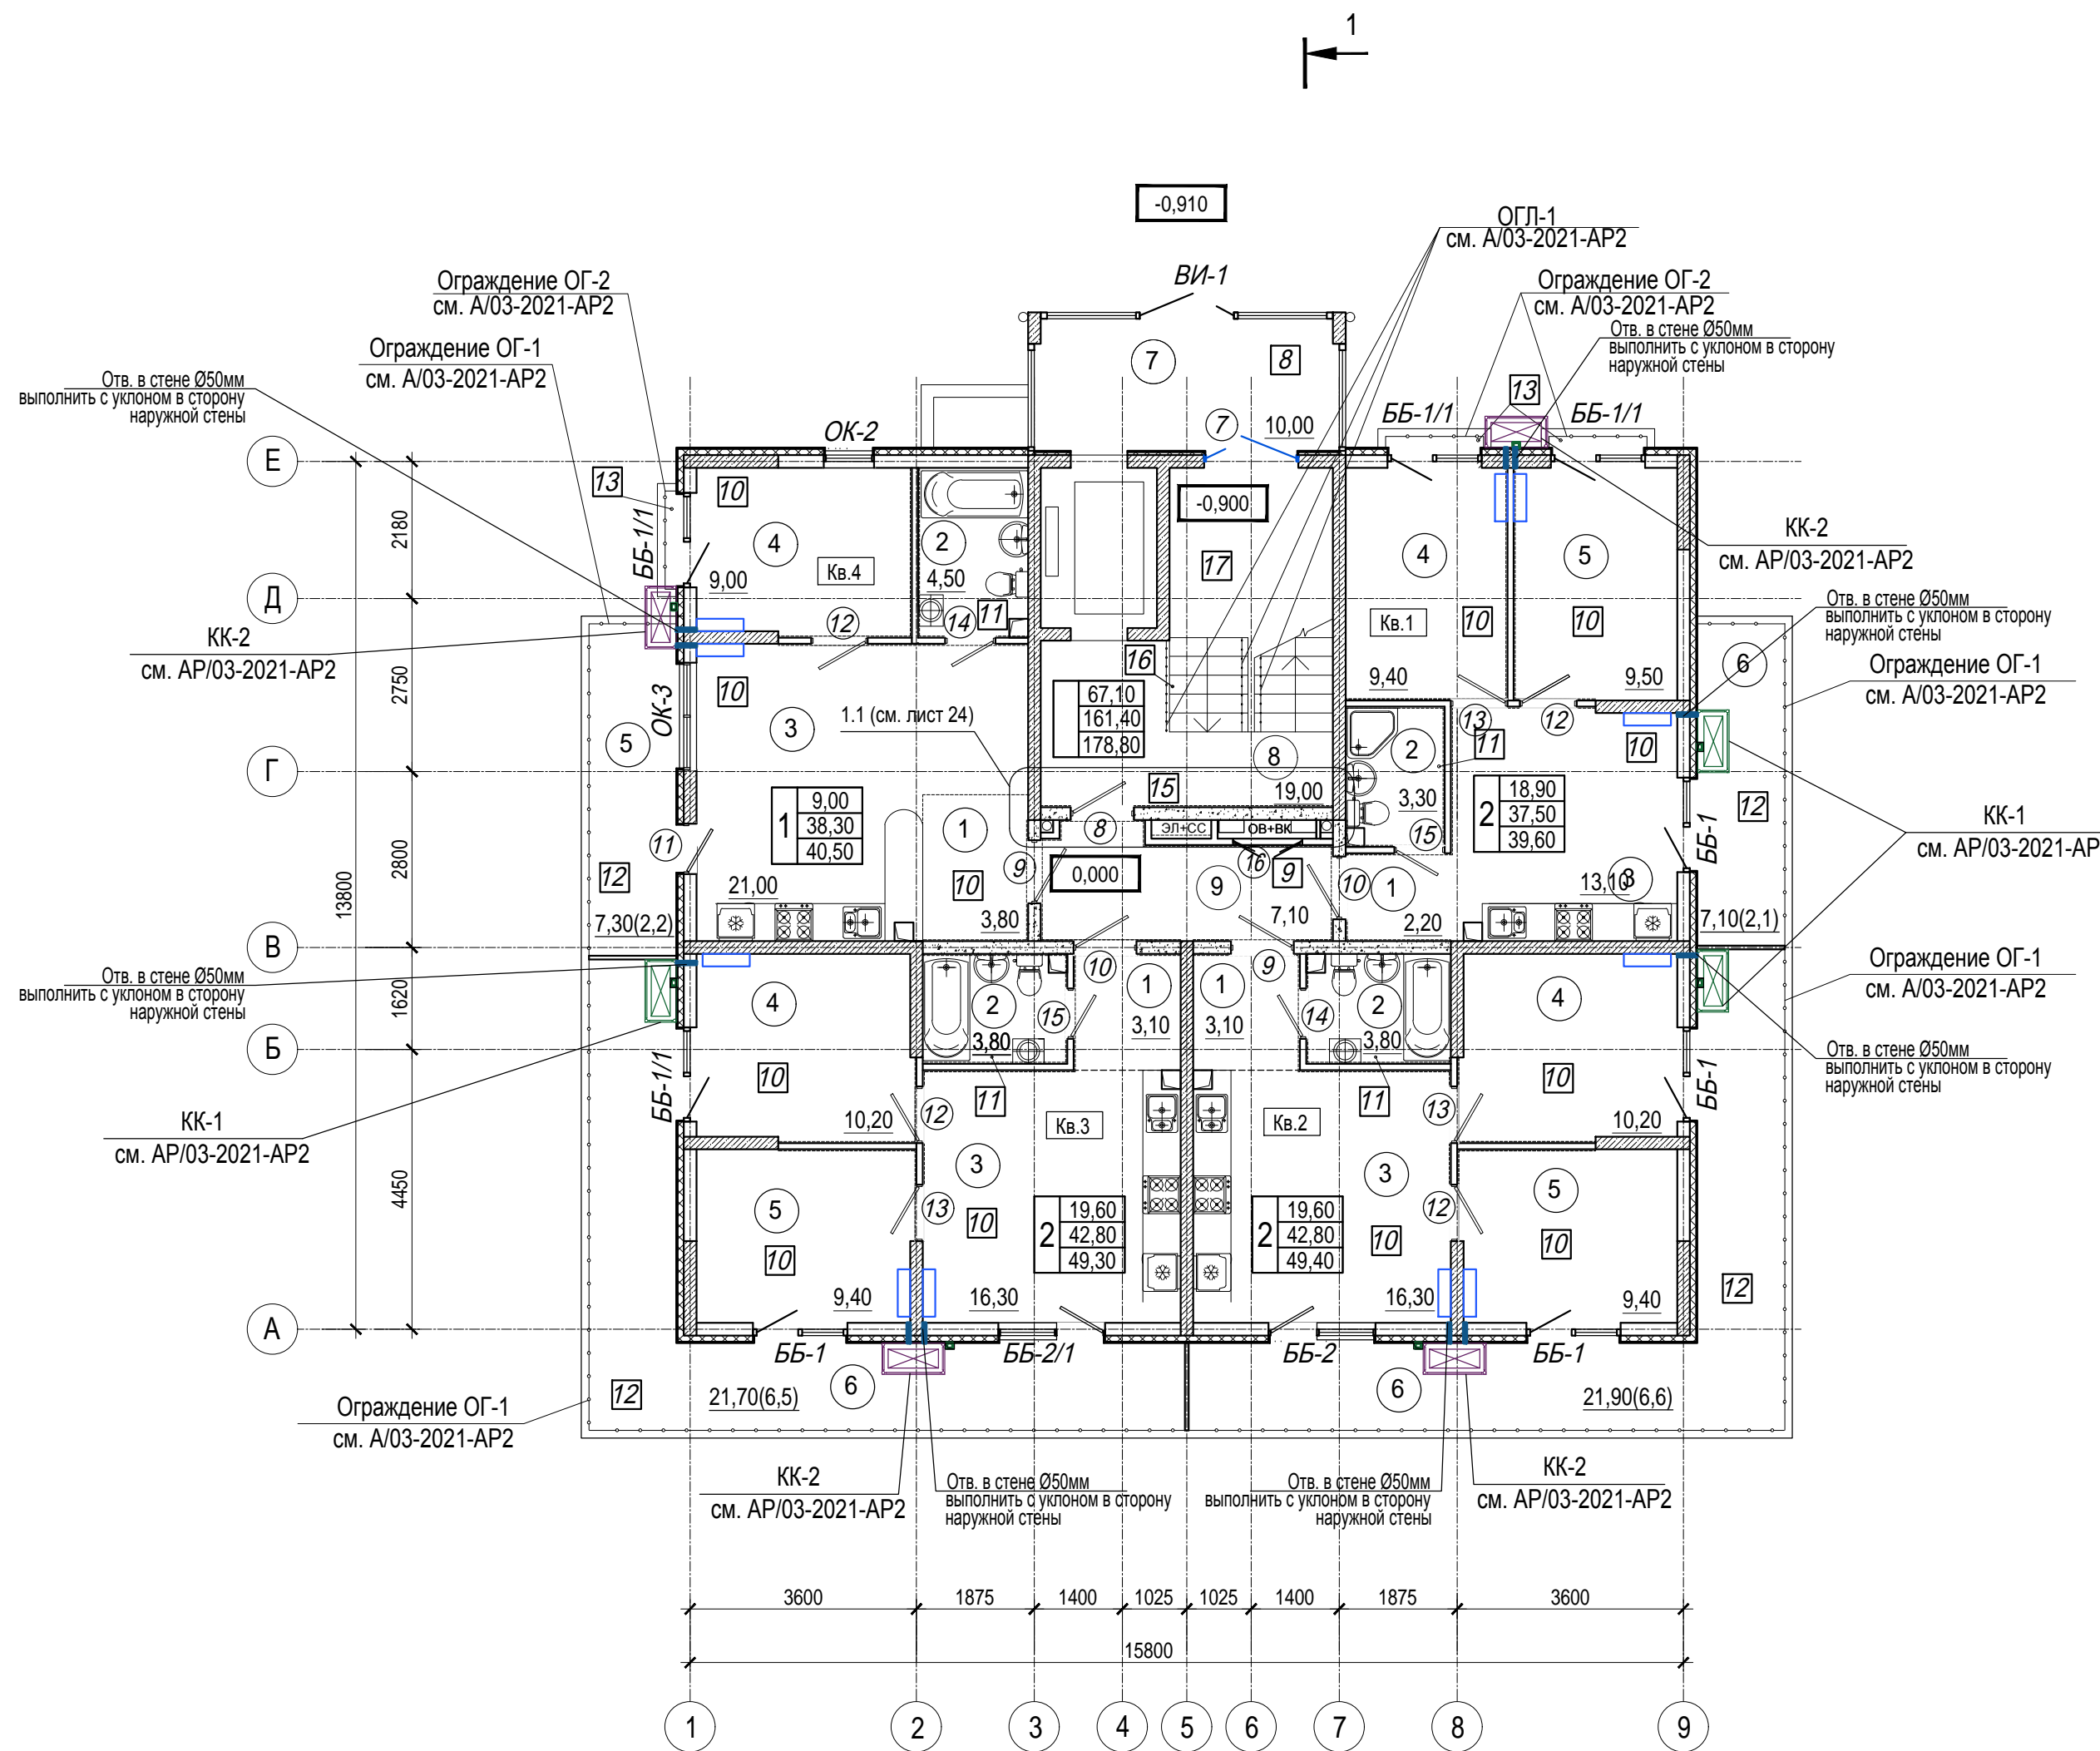 1
-0,910
ОГЛ-1
см. А/03-2021-АР2
ВИ-1
Ограждение ОГ-2
см. А/03-2021-АР2
Ограждение ОГ-2
см. А/03-2021-АР2
Ограждение ОГ-1
см. А/03-2021-АР2
Отв. в стене Ø50мм
выполнить с уклоном в сторону
наружной стены
Отв. в стене Ø50мм
выполнить с уклоном в сторону
наружной стены
7
8
13
ББ-1/1
ББ-1/1
ОК-2
7
10,00
Е
13
10
-0,900
2180
ББ-1/1
4
2
17
4
5
КК-2
см. АР/03-2021-АР2
Кв.4
9,00
4,50
Д
12
14
11
Кв.1
10
10
Отв. в стене Ø50мм
выполнить с уклоном в сторону
наружной стены
КК-2
см. АР/03-2021-АР2
16
6
Ограждение ОГ-1
см. А/03-2021-АР2
2750
ОК-3
10
67,10
161,40
178,80
9,40
9,50
1.1 (см. лист 24)
13
12
5
3
8
2
11
10
Г
15
19,00
3,30
1
9,00
38,30
40,50
2
18,90
37,50
39,60
12
КК-1
см. АР/03-2021-АР
1
8
ЭЛ+СС
ОВ+ВК
15
ББ-1
11
13800
2800
12
21,00
10
9
0,000
9
16
9
10
1
13,10
3
7,30(2,2)
3,80
7,10
2,20
7,10(2,1)
В
Отв. в стене Ø50мм
выполнить с уклоном в сторону
наружной стены
10
9
Ограждение ОГ-1
см. А/03-2021-АР2
1620
4
2
15
1
1
14
2
4
3,80
3,10
3,10
3,80
Б
Отв. в стене Ø50мм
выполнить с уклоном в сторону
наружной стены
ББ-1/1
10
11
11
10
ББ-1
КК-1
см. АР/03-2021-АР2
10,20
12
Кв.3
Кв.2
13
10,20
4450
3
3
5
13
10
12
5
10
2
19,60
42,80
49,30
2
19,60
42,80
49,40
10
10
12
9,40
16,30
16,30
9,40
А
ББ-1
ББ-2/1
ББ-2
ББ-1
12
6
6
21,70(6,5)
21,90(6,6)
Ограждение ОГ-1
см. А/03-2021-АР2
КК-2
см. АР/03-2021-АР2
Отв. в стене Ø50мм
выполнить с уклоном в сторону
наружной стены
Отв. в стене Ø50мм
выполнить с уклоном в сторону
наружной стены
КК-2
см. АР/03-2021-АР2
3600
1875
1400
1025
1025
1400
1875
3600
15800
1
2
3
4
5
6
7
8
9